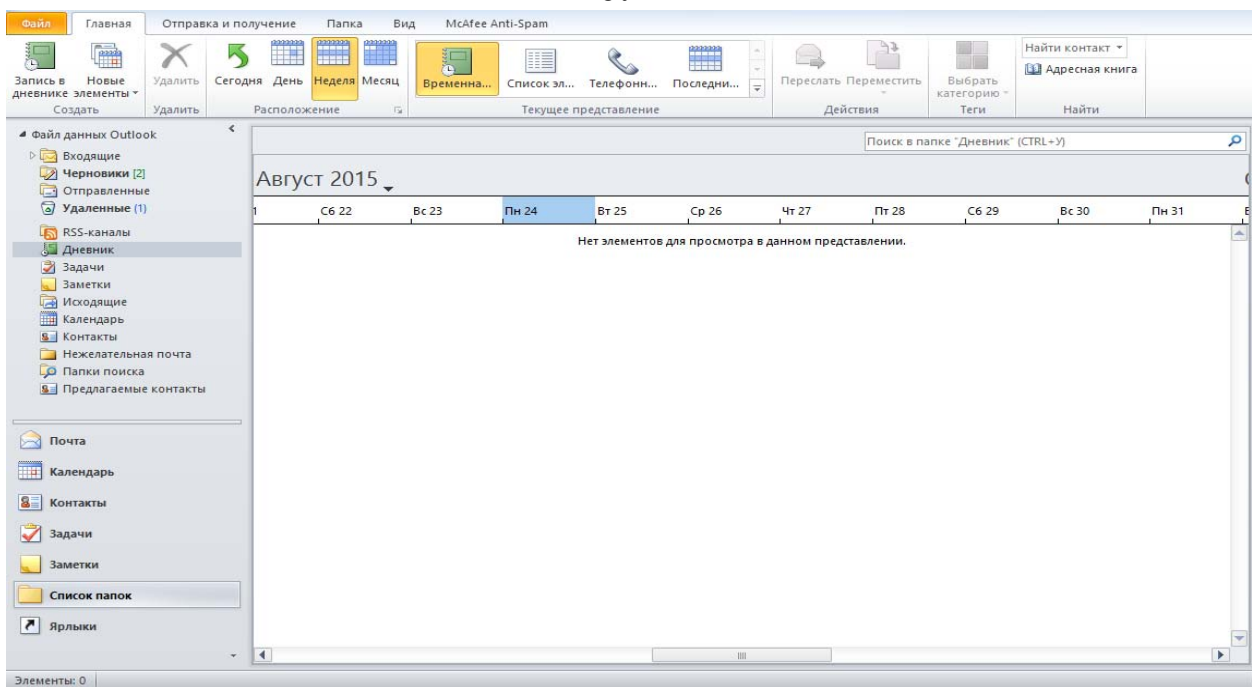 Файл Главная Отправка и получение Папка Вид McAfee Anti-Spam
Запись в дневнике
Новые элементы
Удалить
Сегодня День Неделя Месяц
Временна... Список эл... Телефонн... Последни...
Переслать Переместить
Выбрать категорию
Найти контакт
Адресная книга
Создать Удалить Расположение Текущее представление Действия Теги Найти
Файл данных Outlook
Входящие
Черновики [2]
Отправленные
Удаленные (1)
RSS-каналы
Дневник
Задачи
Заметки
Исходящие
Календарь
Контакты
Нежелательная почта
Папки поиска
Предлагаемые контакты
Почта
Календарь
Контакты
Задачи
Заметки
Список папок
Ярлыки
Поиск в папке "Дневник" (CTRL+У)
Август 2015
1 Сб 22 Вс 23 Пн 24 Вт 25 Ср 26 Чт 27 Пт 28 Сб 29 Вс 30 Пн 31
Нет элементов для просмотра в данном представлении.
Элементы: 0